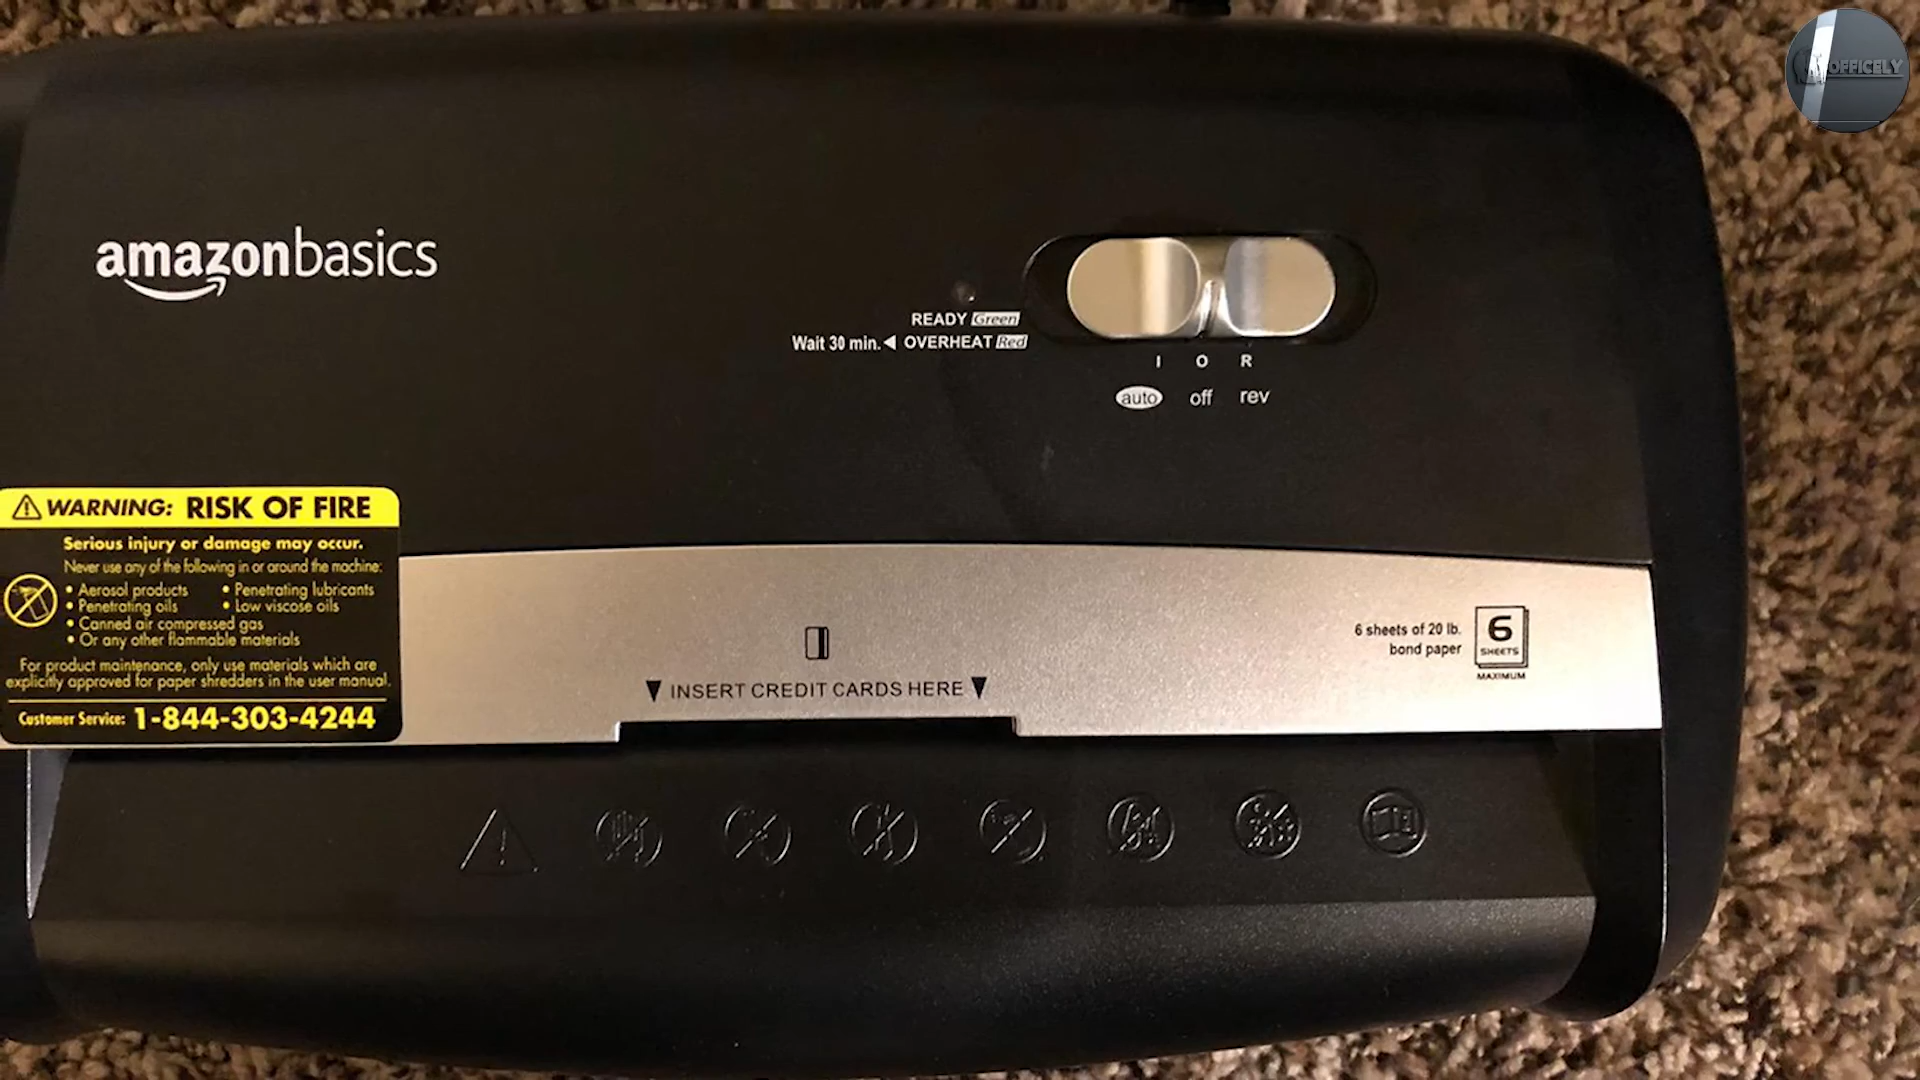 OFFICELY
amazonbasics
READY Green
Wait 30 min. ◀ OVERHEAT Red
I O R
auto off rev
⚠ WARNING: RISK OF FIRE
Serious injury or damage may occur.
Never use any of the following in or around the machine:
• Aerosol products • Penetrating lubricants
• Penetrating oils • Low viscose oils
• Canned air compressed gas
• Or any other flammable materials
For product maintenance, only use materials which are
explicitly approved for paper shredders in the user manual.
Customer Service: 1-844-303-4244
▼ INSERT CREDIT CARDS HERE ▼
6 sheets of 20 lb.
bond paper
6
SHEETS
MAXIMUM